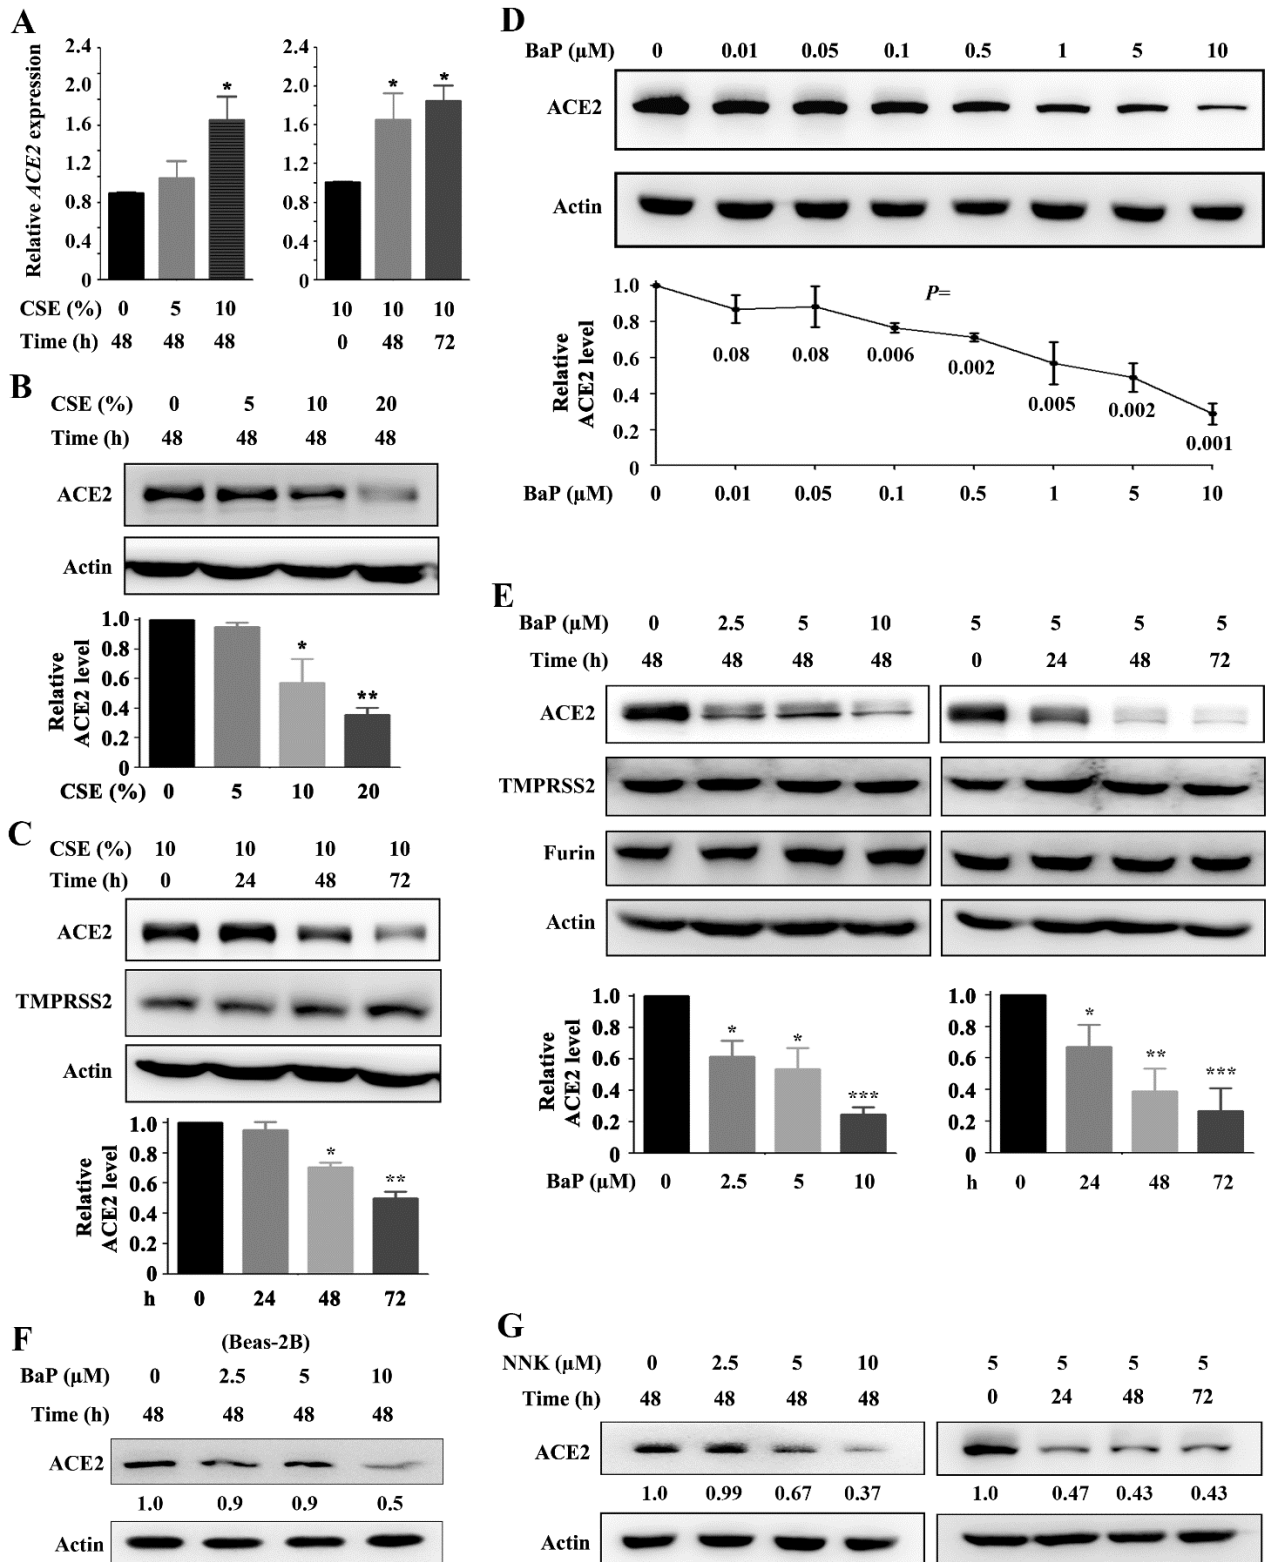 A
Relative ACE2 expression
2.4
2.0
1.6
1.2
0.8
0.4
0
* 
CSE (%) 0 5 10
Time (h) 48 48 48
2.4
2.0
1.6
1.2
0.8
0.4
0
* *
10 10 10
0 48 72
B
CSE (%) 0 5 10 20
Time (h) 48 48 48 48
ACE2
Actin
Relative
ACE2 level
1.0
0.8
0.6
0.4
0.2
0
* **
CSE (%) 0 5 10 20
C
CSE (%) 10 10 10 10
Time (h) 0 24 48 72
ACE2
TMPRSS2
Actin
Relative
ACE2 level
1.0
0.8
0.6
0.4
0.2
0
* **
h 0 24 48 72
D
BaP (µM) 0 0.01 0.05 0.1 0.5 1 5 10
ACE2
Actin
Relative
ACE2 level
1.0
0.8
0.6
0.4
0.2
0
P=
0.08 0.08 0.006 0.002 0.005 0.002 0.001
BaP (µM) 0 0.01 0.05 0.1 0.5 1 5 10
E
BaP (µM) 0 2.5 5 10 5 5 5 5
Time (h) 48 48 48 48 0 24 48 72
ACE2
TMPRSS2
Furin
Actin
Relative
ACE2 level
1.0
0.8
0.6
0.4
0.2
0
* * ***
BaP (µM) 0 2.5 5 10
Relative
ACE2 level
1.0
0.8
0.6
0.4
0.2
0
* ** ***
h 0 24 48 72
F
(Beas-2B)
BaP (µM) 0 2.5 5 10
Time (h) 48 48 48 48
ACE2
1.0 0.9 0.9 0.5
Actin
G
NNK (µM) 0 2.5 5 10 5 5 5 5
Time (h) 48 48 48 48 0 24 48 72
ACE2
1.0 0.99 0.67 0.37 1.0 0.47 0.43 0.43
Actin